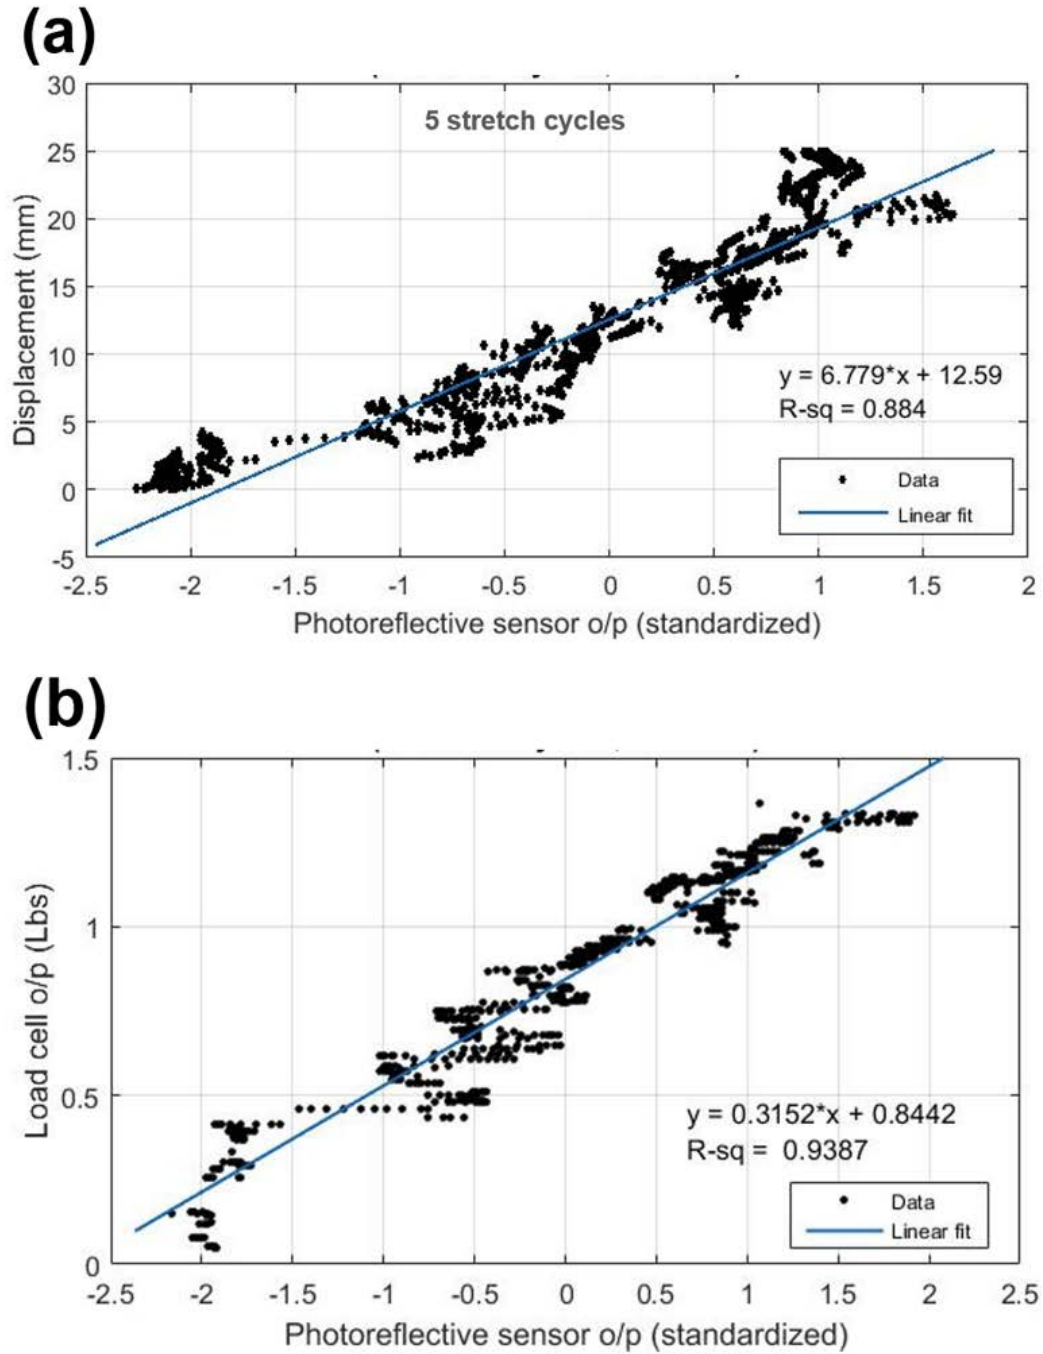 (a)
30
25
20
15
10
5
0
-5
5 stretch cycles
y = 6.779*x + 12.59
R-sq = 0.884
Data
Linear fit
-2.5 -2 -1.5 -1 -0.5 0 0.5 1 1.5 2
Displacement (mm)
Photoreflective sensor o/p (standardized)
(b)
1.5
1
0.5
0
y = 0.3152*x + 0.8442
R-sq = 0.9387
Data
Linear fit
-2.5 -2 -1.5 -1 -0.5 0 0.5 1 1.5 2 2.5
Load cell o/p (Lbs)
Photoreflective sensor o/p (standardized)